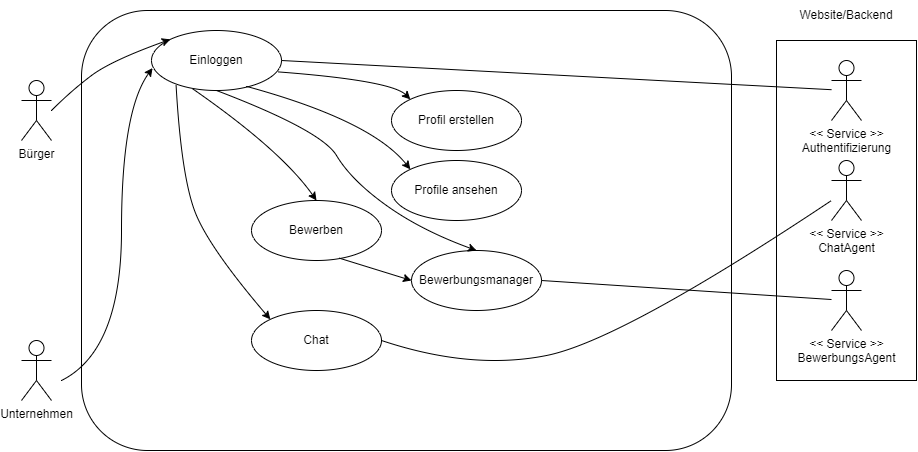 Website/Backend
Einloggen
Bürger
Profil erstellen
<< Service >>
Authentifizierung
Profile ansehen
Bewerben
<< Service >>
ChatAgent
Bewerbungsmanager
Chat
<< Service >>
BewerbungsAgent
Unternehmen